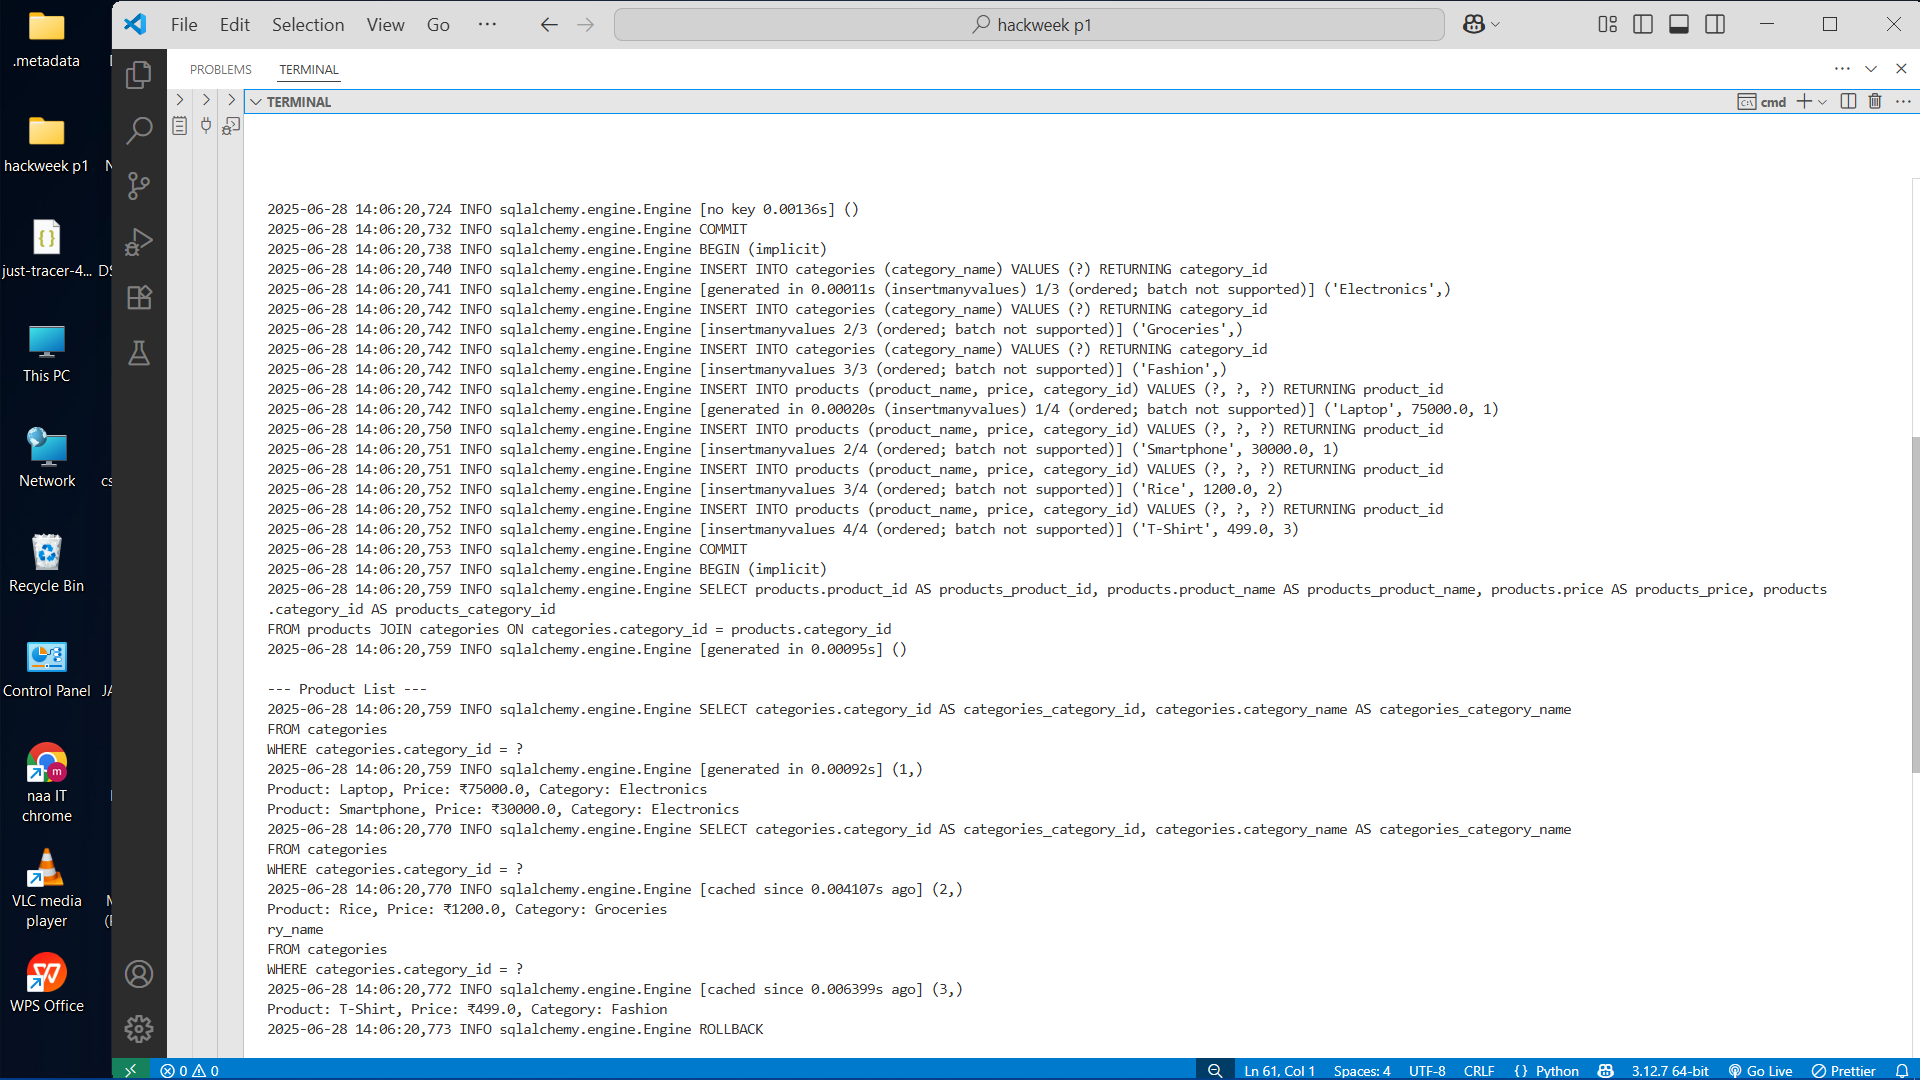 File Edit Selection View Go ··· hackweek p1
PROBLEMS TERMINAL
TERMINAL
cmd
.metadata
hackweek p1
just-tracer-4...
DS
This PC
Network
cs
Recycle Bin
Control Panel
JA
naa IT
chrome
VLC media
player
WPS Office
2025-06-28 14:06:20,724 INFO sqlalchemy.engine.Engine [no key 0.00136s] ()
2025-06-28 14:06:20,732 INFO sqlalchemy.engine.Engine COMMIT
2025-06-28 14:06:20,738 INFO sqlalchemy.engine.Engine BEGIN (implicit)
2025-06-28 14:06:20,740 INFO sqlalchemy.engine.Engine INSERT INTO categories (category_name) VALUES (?) RETURNING category_id
2025-06-28 14:06:20,741 INFO sqlalchemy.engine.Engine [generated in 0.00011s (insertmanyvalues) 1/3 (ordered; batch not supported)] ('Electronics',)
2025-06-28 14:06:20,742 INFO sqlalchemy.engine.Engine INSERT INTO categories (category_name) VALUES (?) RETURNING category_id
2025-06-28 14:06:20,742 INFO sqlalchemy.engine.Engine [insertmanyvalues 2/3 (ordered; batch not supported)] ('Groceries',)
2025-06-28 14:06:20,742 INFO sqlalchemy.engine.Engine INSERT INTO categories (category_name) VALUES (?) RETURNING category_id
2025-06-28 14:06:20,742 INFO sqlalchemy.engine.Engine [insertmanyvalues 3/3 (ordered; batch not supported)] ('Fashion',)
2025-06-28 14:06:20,742 INFO sqlalchemy.engine.Engine INSERT INTO products (product_name, price, category_id) VALUES (?, ?, ?) RETURNING product_id
2025-06-28 14:06:20,742 INFO sqlalchemy.engine.Engine [generated in 0.00020s (insertmanyvalues) 1/4 (ordered; batch not supported)] ('Laptop', 75000.0, 1)
2025-06-28 14:06:20,750 INFO sqlalchemy.engine.Engine INSERT INTO products (product_name, price, category_id) VALUES (?, ?, ?) RETURNING product_id
2025-06-28 14:06:20,751 INFO sqlalchemy.engine.Engine [insertmanyvalues 2/4 (ordered; batch not supported)] ('Smartphone', 30000.0, 1)
2025-06-28 14:06:20,751 INFO sqlalchemy.engine.Engine INSERT INTO products (product_name, price, category_id) VALUES (?, ?, ?) RETURNING product_id
2025-06-28 14:06:20,752 INFO sqlalchemy.engine.Engine [insertmanyvalues 3/4 (ordered; batch not supported)] ('Rice', 1200.0, 2)
2025-06-28 14:06:20,752 INFO sqlalchemy.engine.Engine INSERT INTO products (product_name, price, category_id) VALUES (?, ?, ?) RETURNING product_id
2025-06-28 14:06:20,752 INFO sqlalchemy.engine.Engine [insertmanyvalues 4/4 (ordered; batch not supported)] ('T-Shirt', 499.0, 3)
2025-06-28 14:06:20,753 INFO sqlalchemy.engine.Engine COMMIT
2025-06-28 14:06:20,757 INFO sqlalchemy.engine.Engine BEGIN (implicit)
2025-06-28 14:06:20,759 INFO sqlalchemy.engine.Engine SELECT products.product_id AS products_product_id, products.product_name AS products_product_name, products.price AS products_price, products
.category_id AS products_category_id
FROM products JOIN categories ON categories.category_id = products.category_id
2025-06-28 14:06:20,759 INFO sqlalchemy.engine.Engine [generated in 0.00095s] ()
--- Product List ---
2025-06-28 14:06:20,759 INFO sqlalchemy.engine.Engine SELECT categories.category_id AS categories_category_id, categories.category_name AS categories_category_name
FROM categories
WHERE categories.category_id = ?
2025-06-28 14:06:20,759 INFO sqlalchemy.engine.Engine [generated in 0.00092s] (1,)
Product: Laptop, Price: ₹75000.0, Category: Electronics
Product: Smartphone, Price: ₹30000.0, Category: Electronics
2025-06-28 14:06:20,770 INFO sqlalchemy.engine.Engine SELECT categories.category_id AS categories_category_id, categories.category_name AS categories_category_name
FROM categories
WHERE categories.category_id = ?
2025-06-28 14:06:20,770 INFO sqlalchemy.engine.Engine [cached since 0.004107s ago] (2,)
Product: Rice, Price: ₹1200.0, Category: Groceries
ry_name
FROM categories
WHERE categories.category_id = ?
2025-06-28 14:06:20,772 INFO sqlalchemy.engine.Engine [cached since 0.006399s ago] (3,)
Product: T-Shirt, Price: ₹499.0, Category: Fashion
2025-06-28 14:06:20,773 INFO sqlalchemy.engine.Engine ROLLBACK
0 0 Ln 61, Col 1 Spaces: 4 UTF-8 CRLF {} Python 3.12.7 64-bit Go Live Prettier